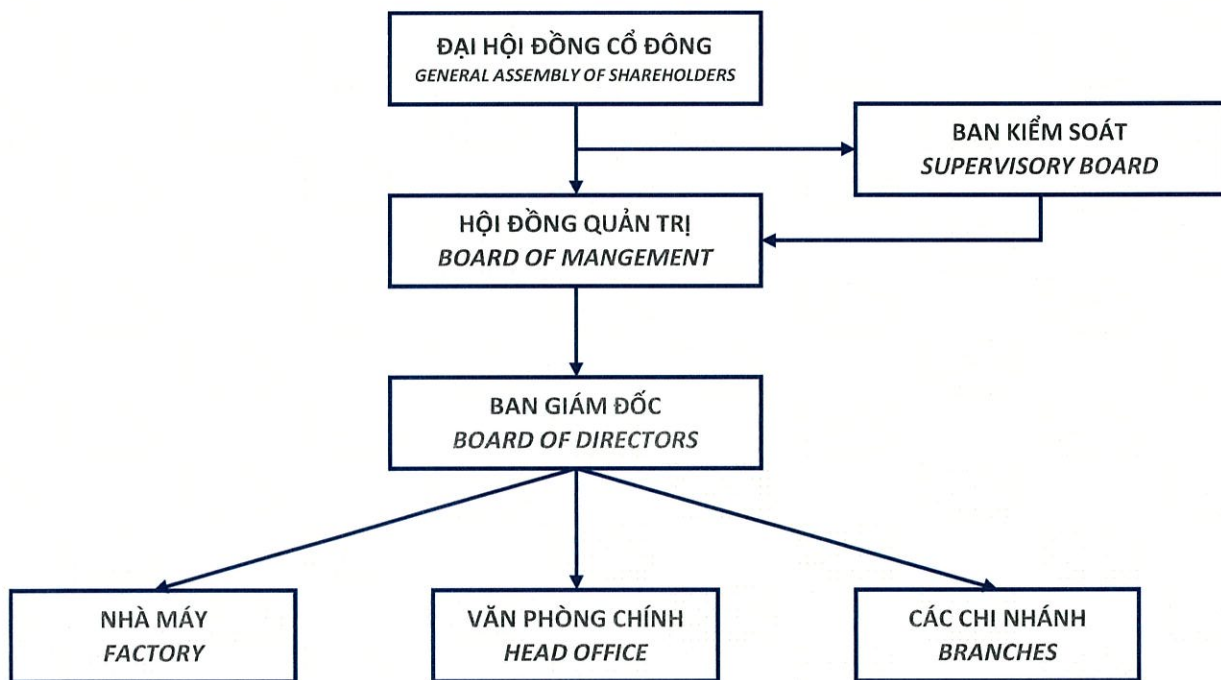 ĐẠI HỘI ĐỒNG CỔ ĐÔNG
GENERAL ASSEMBLY OF SHAREHOLDERS
BAN KIỂM SOÁT
SUPERVISORY BOARD
HỘI ĐỒNG QUẢN TRỊ
BOARD OF MANGEMENT
BAN GIÁM ĐỐC
BOARD OF DIRECTORS
NHÀ MÁY
FACTORY
VĂN PHÒNG CHÍNH
HEAD OFFICE
CÁC CHI NHÁNH
BRANCHES